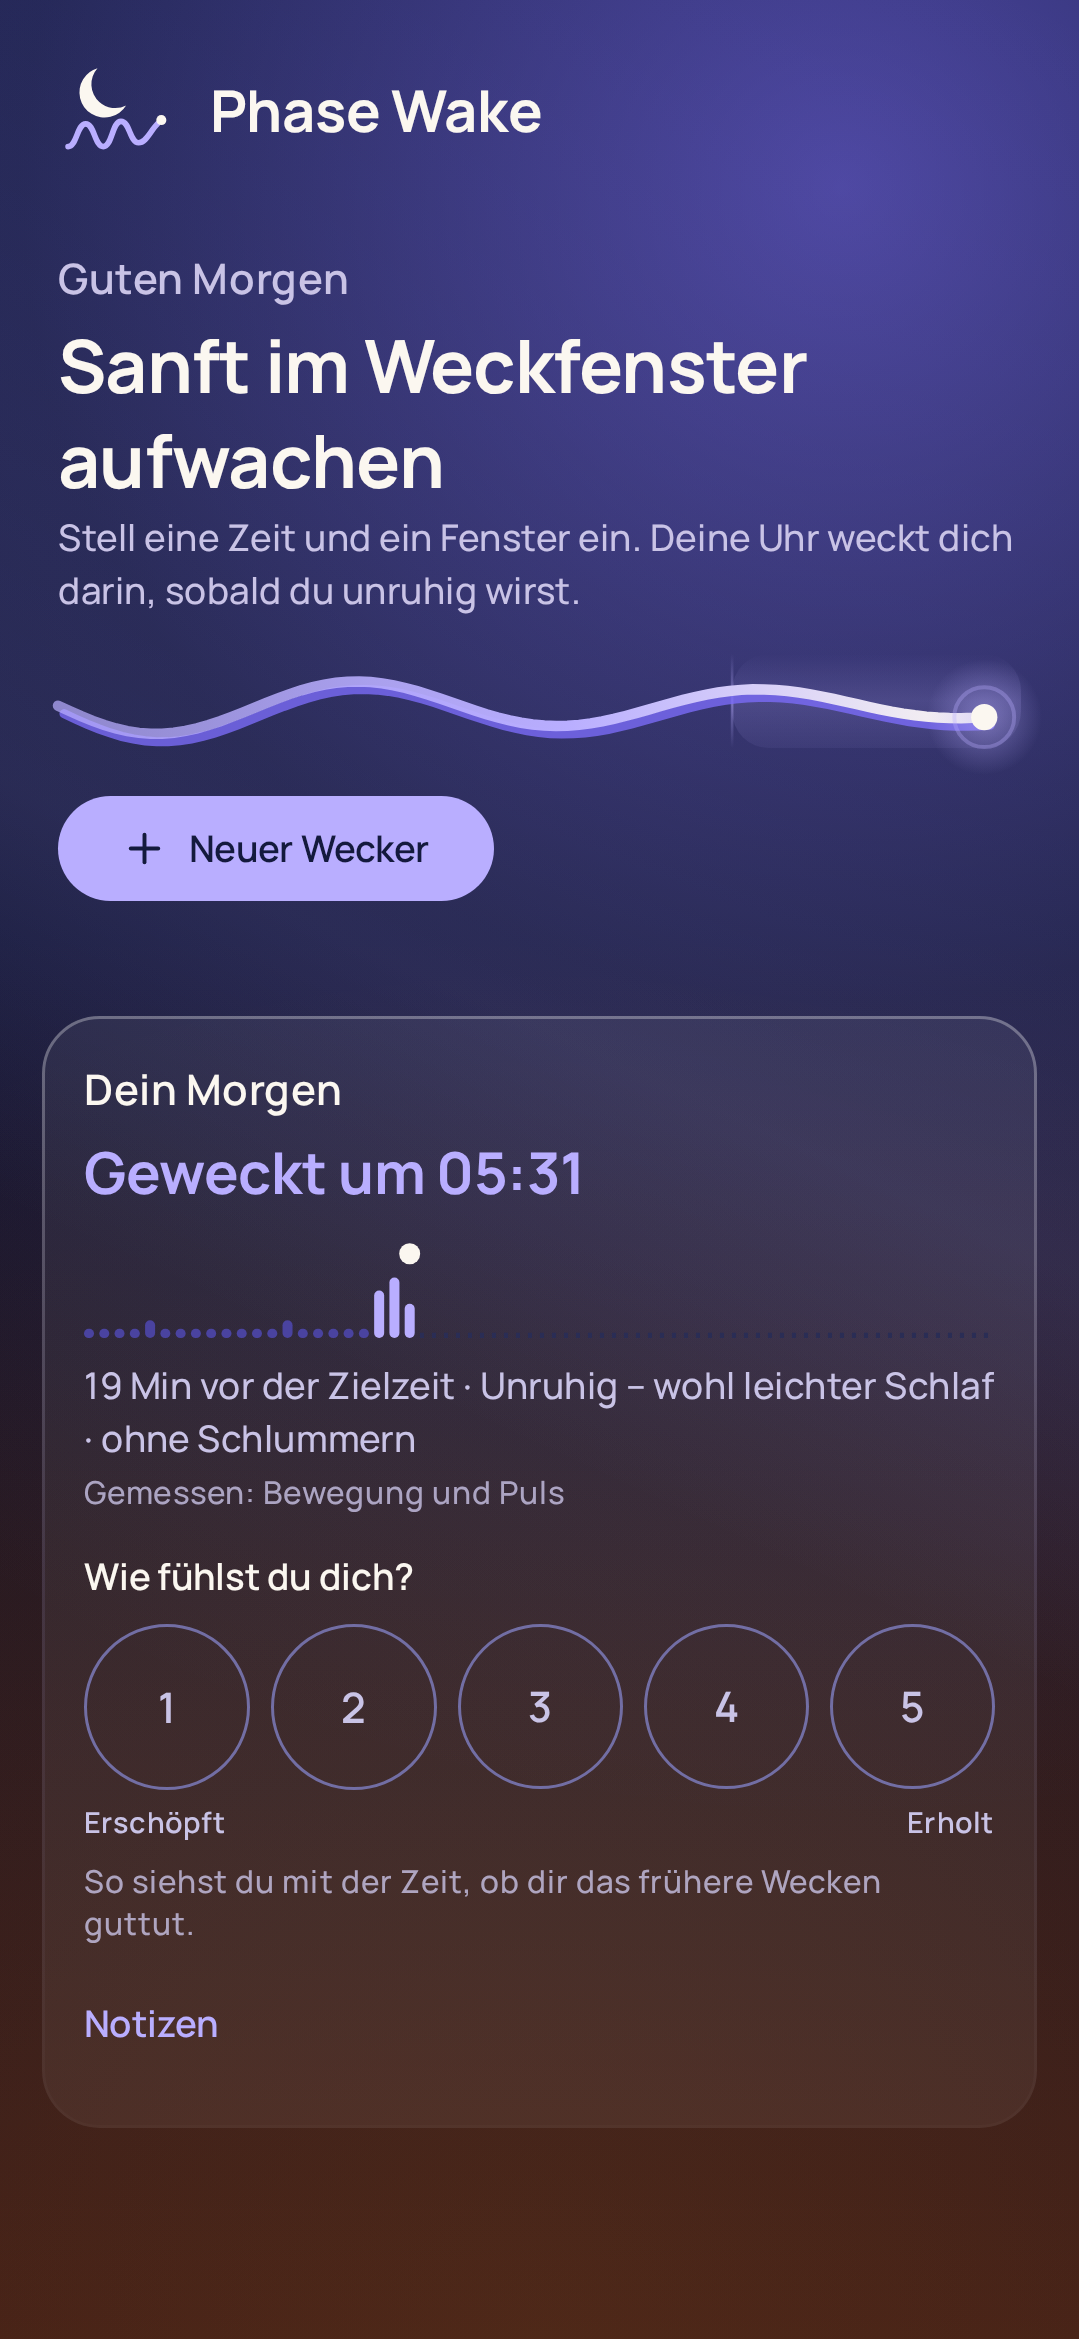 Phase Wake
Guten Morgen
Sanft im Weckfenster
aufwachen
Stell eine Zeit und ein Fenster ein. Deine Uhr weckt dich
darin, sobald du unruhig wirst.
Neuer Wecker
Dein Morgen
Geweckt um 05:31
19 Min vor der Zielzeit · Unruhig – wohl leichter Schlaf
· ohne Schlummern
Gemessen: Bewegung und Puls
Wie fühlst du dich?
1 2 3 4 5
Erschöpft Erholt
So siehst du mit der Zeit, ob dir das frühere Wecken
guttut.
Notizen